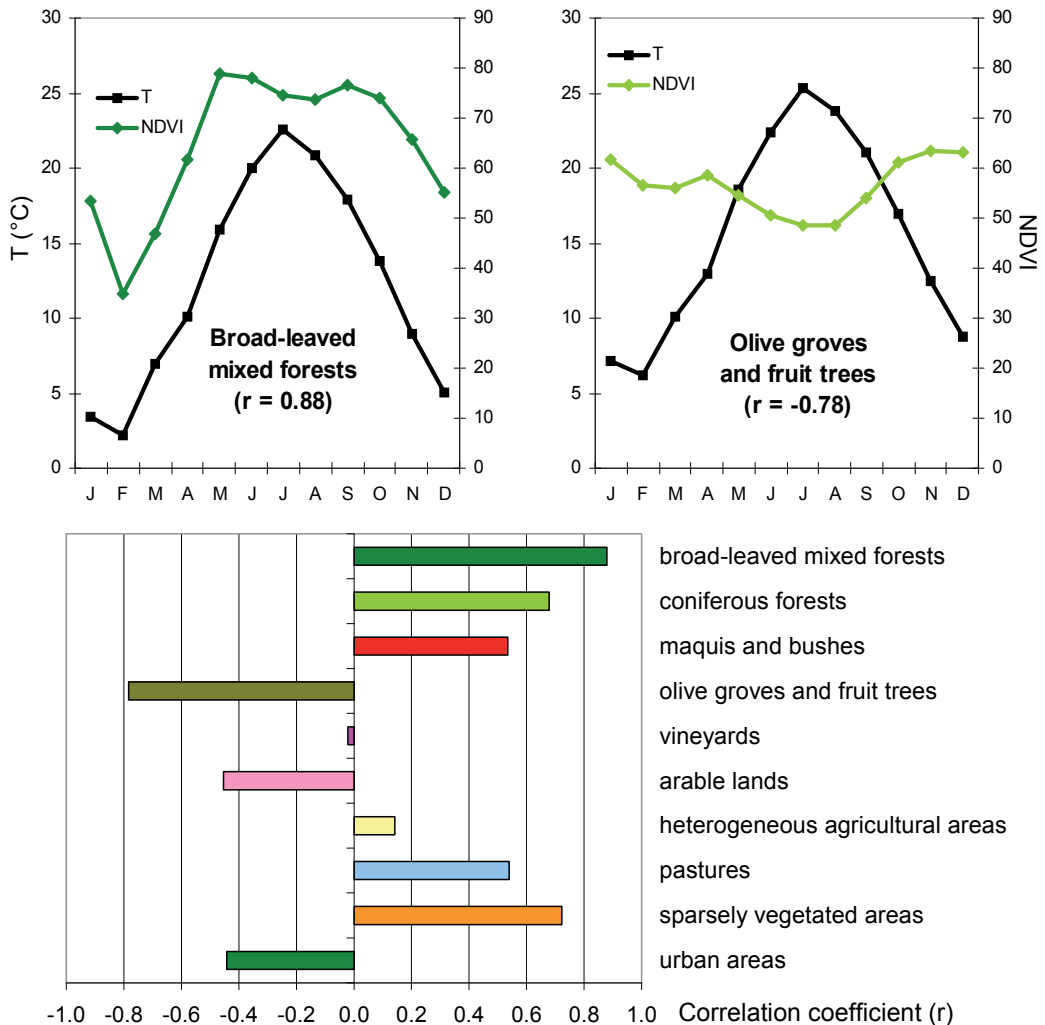 30
25
20
15
10
5
0
T (°C)
90
80
70
60
50
40
30
20
10
0
T
NDVI
Broad-leaved
mixed forests
(r = 0.88)
J F M A M J J A S O N D
30
25
20
15
10
5
0
90
80
70
60
50
40
30
20
10
0
NDVI
T
NDVI
Olive groves
and fruit trees
(r = -0.78)
J F M A M J J A S O N D
broad-leaved mixed forests
coniferous forests
maquis and bushes
olive groves and fruit trees
vineyards
arable lands
heterogeneous agricultural areas
pastures
sparsely vegetated areas
urban areas
-1.0 -0.8 -0.6 -0.4 -0.2 0.0 0.2 0.4 0.6 0.8 1.0
Correlation coefficient (r)